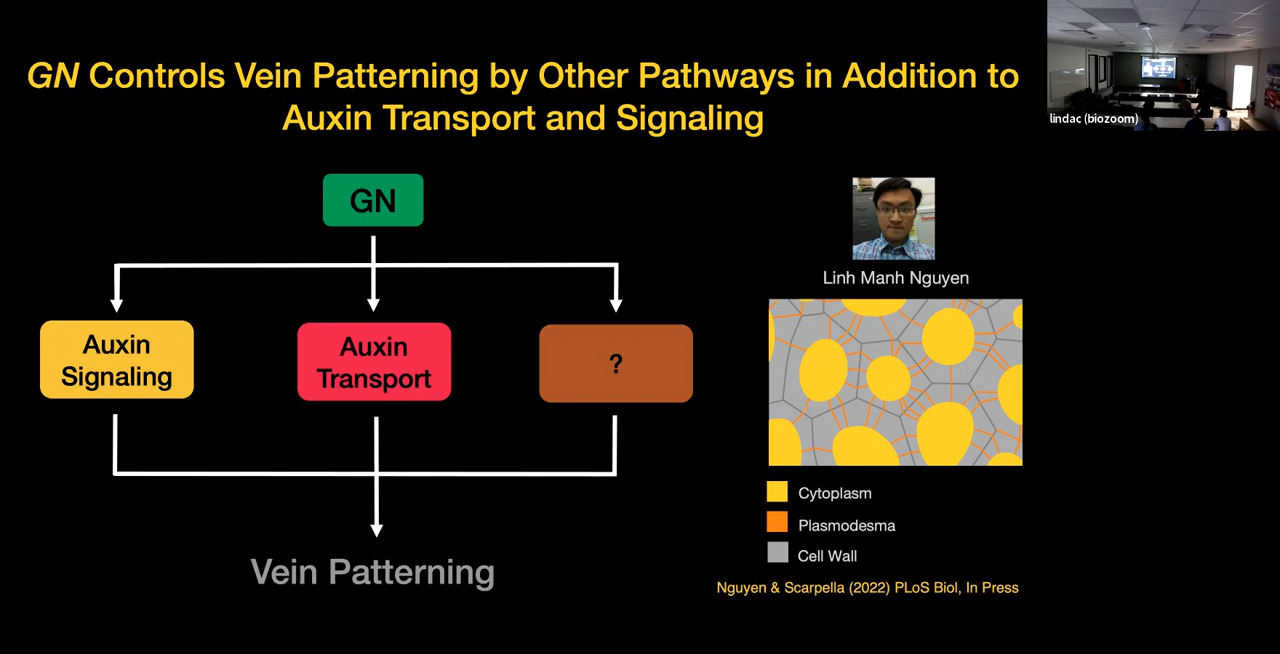 GN Controls Vein Patterning by Other Pathways in Addition to
Auxin Transport and Signaling
lindac (biozoom)
GN
Linh Manh Nguyen
Auxin
Signaling
Auxin
Transport
?
Cytoplasm
Plasmodesma
Cell Wall
Vein Patterning
Nguyen & Scarpella (2022) PLoS Biol, In Press